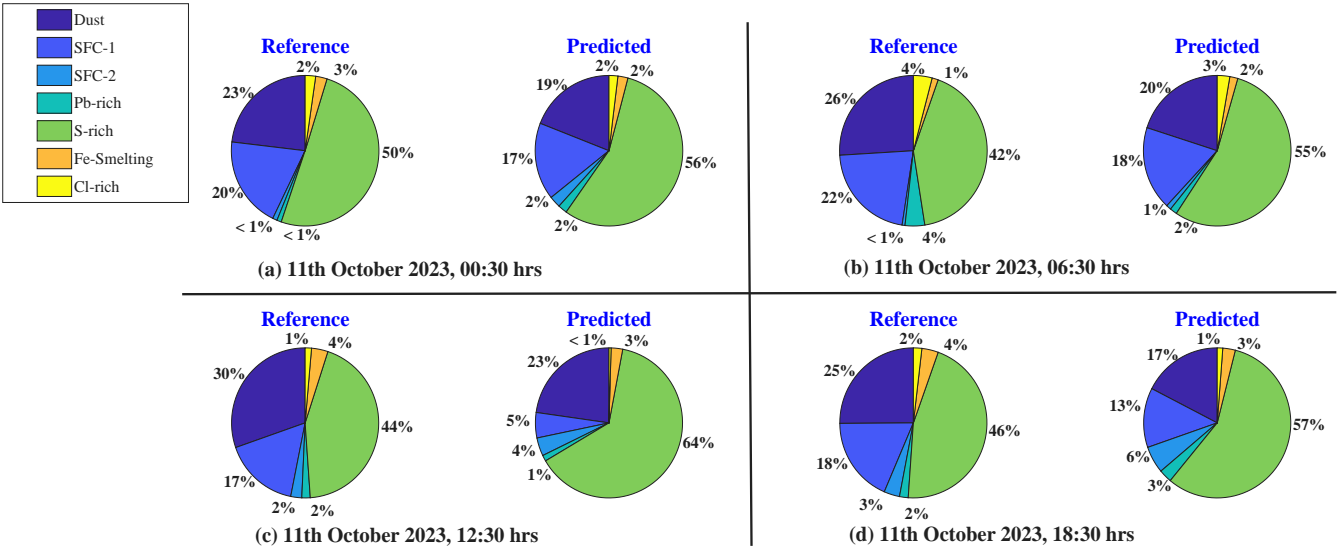 Dust
SFC-1
SFC-2
Pb-rich
S-rich
Fe-Smelting
Cl-rich
Reference
2%
3%
23%
50%
20%
< 1%
< 1%
Predicted
2%
2%
19%
17%
56%
2%
2%
(a) 11th October 2023, 00:30 hrs
Reference
4%
1%
26%
42%
22%
< 1%
4%
Predicted
3%
2%
20%
55%
18%
1%
2%
(b) 11th October 2023, 06:30 hrs
Reference
1%
4%
30%
44%
17%
2%
2%
Predicted
< 1%
3%
23%
5%
64%
4%
1%
(c) 11th October 2023, 12:30 hrs
Reference
2%
4%
25%
46%
18%
3%
2%
Predicted
1%
3%
17%
13%
57%
6%
3%
(d) 11th October 2023, 18:30 hrs